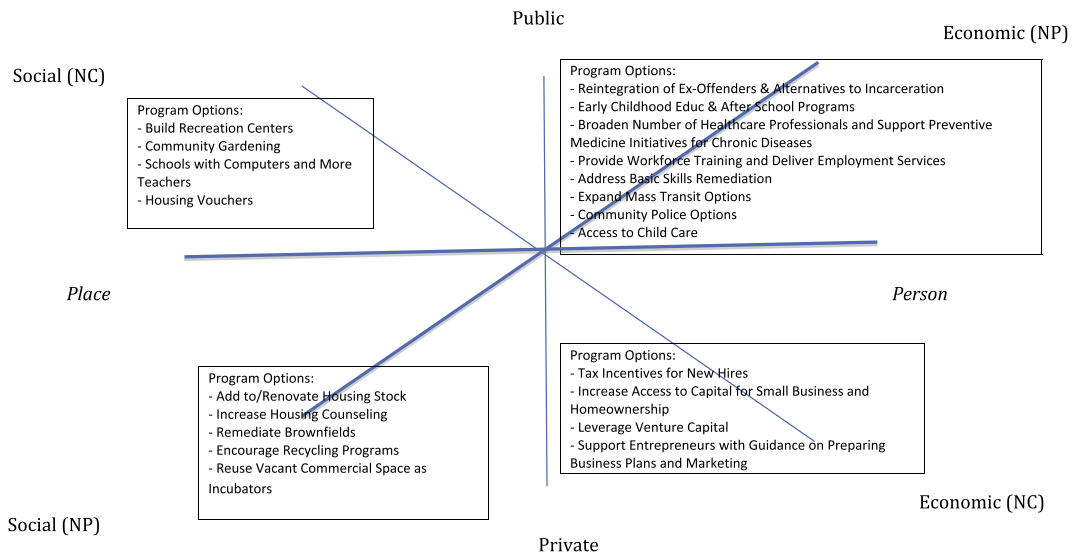 Public
Economic (NP)
Social (NC)
Program Options:
- Build Recreation Centers
- Community Gardening
- Schools with Computers and More
Teachers
- Housing Vouchers
Program Options:
- Reintegration of Ex-Offenders & Alternatives to Incarceration
- Early Childhood Educ & After School Programs
- Broaden Number of Healthcare Professionals and Support Preventive
Medicine Initiatives for Chronic Diseases
- Provide Workforce Training and Deliver Employment Services
- Address Basic Skills Remediation
- Expand Mass Transit Options
- Community Police Options
- Access to Child Care
Place
Person
Program Options:
- Add to/Renovate Housing Stock
- Increase Housing Counseling
- Remediate Brownfields
- Encourage Recycling Programs
- Reuse Vacant Commercial Space as
Incubators
Program Options:
- Tax Incentives for New Hires
- Increase Access to Capital for Small Business and
Homeownership
- Leverage Venture Capital
- Support Entrepreneurs with Guidance on Preparing
Business Plans and Marketing
Economic (NC)
Social (NP)
Private